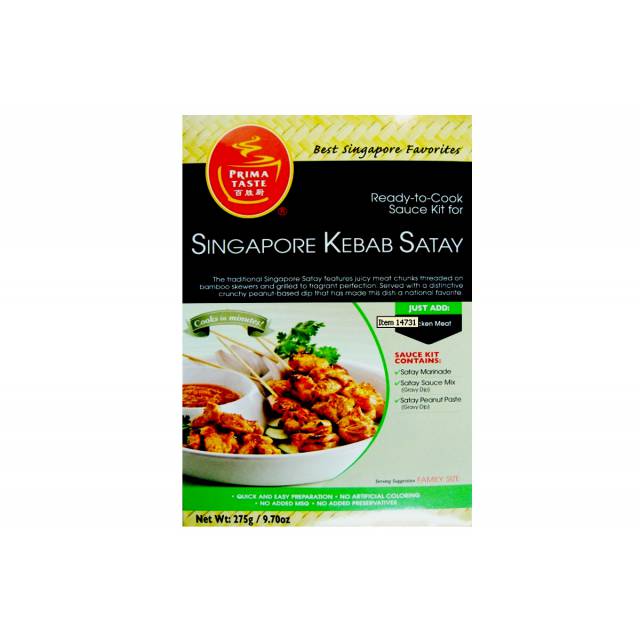 PRIMA
TASTE
百胜厨
®
Best Singapore Favorites
Ready-to-Cook
Sauce Kit for
SINGAPORE KEBAB SATAY
The traditional Singapore Satay features juicy meat chunks threaded on
bamboo skewers and grilled to fragrant perfection. Served with a distinctive
crunchy peanut-based dip that has made this dish a national favorite.
JUST ADD:
Item 14731
cken Meat
Cooks in minutes!
SAUCE KIT
CONTAINS:
Satay Marinade
Satay Sauce Mix
(Gravy Dip)
Satay Peanut Paste
(Gravy Dip)
Serving Suggestion
FAMILY SIZE
• QUICK AND EASY PREPARATION • NO ARTIFICIAL COLORING
• NO ADDED MSG • NO ADDED PRESERVATIVES
Net Wt: 275g / 9.70oz